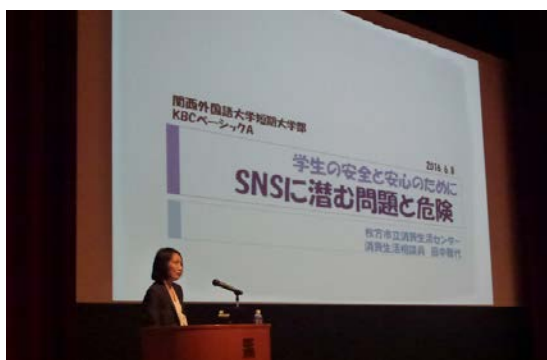 関西外国語大学短期大学部
KBCベーシックA
2016.6.8
学生の安全と安心のために
SNSに潜む問題と危険
枚方市立消費生活センター
消費生活相談員